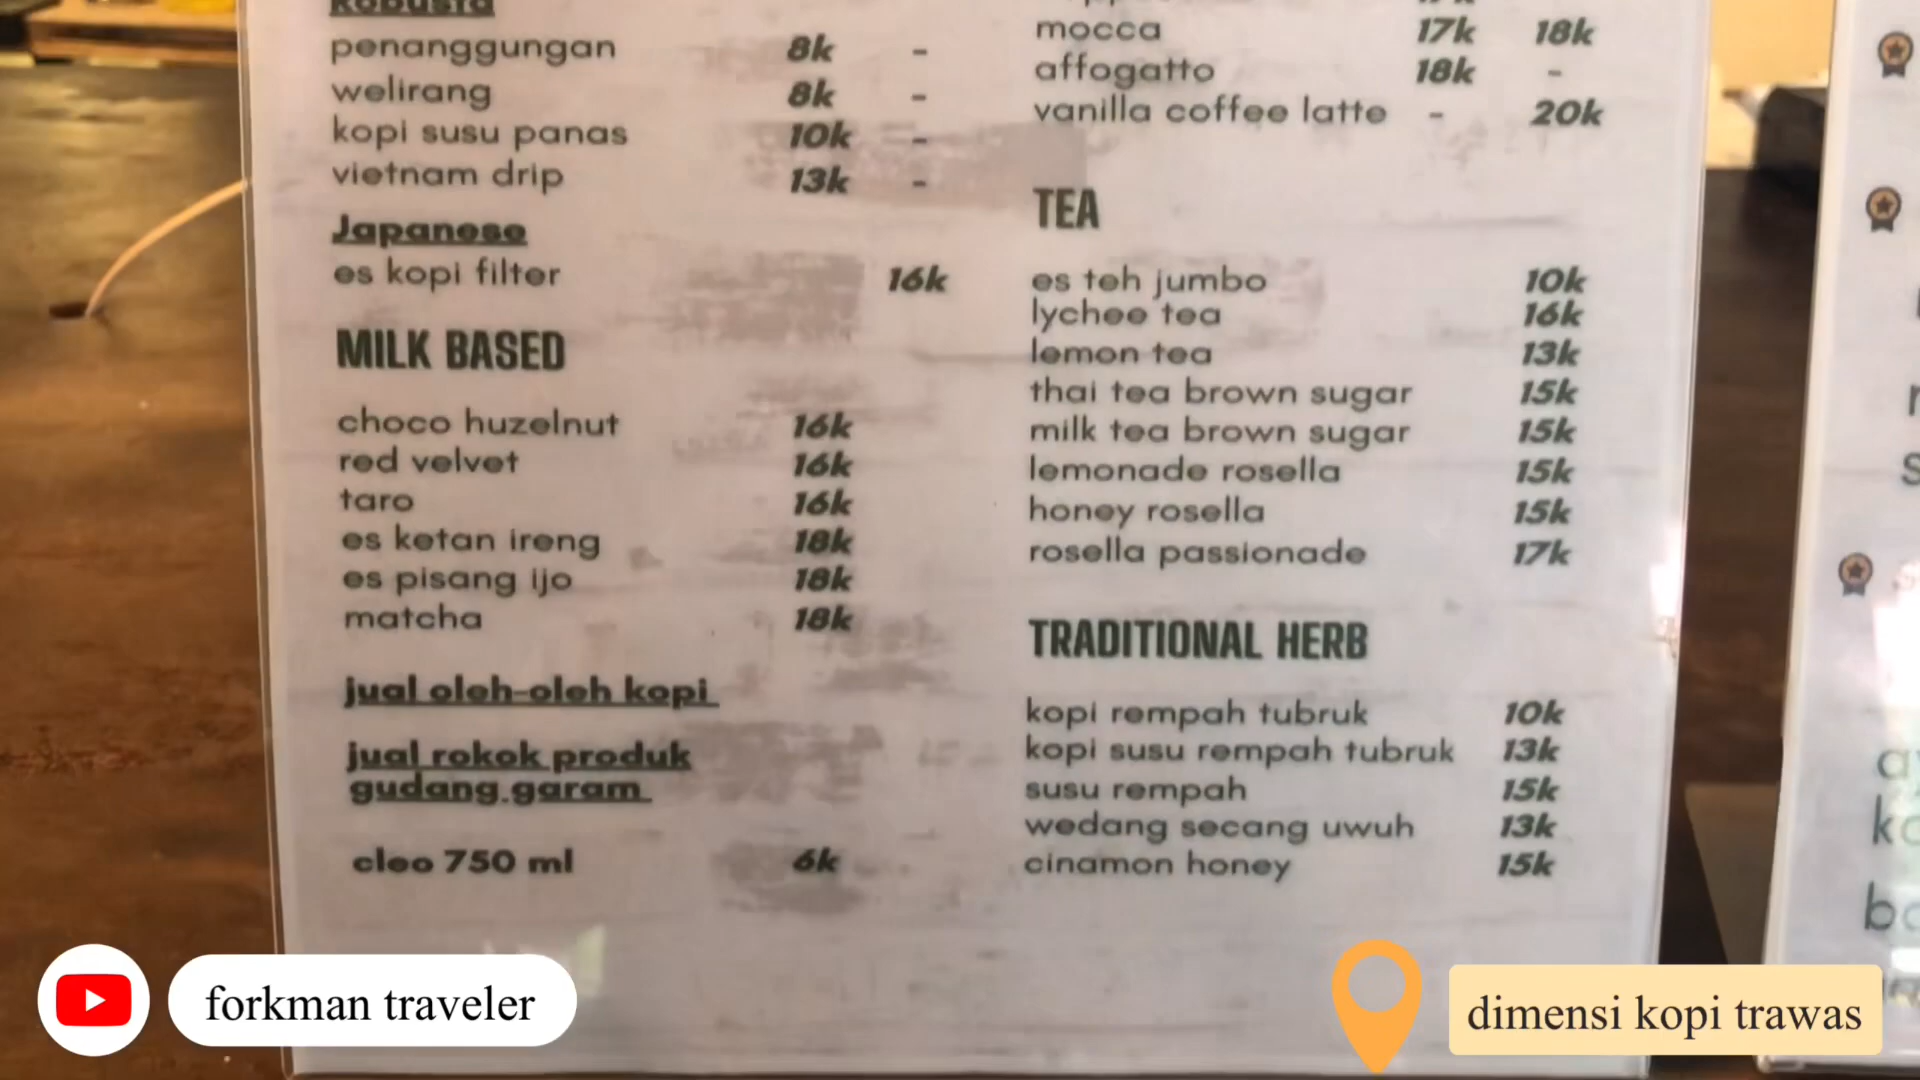 Robusta
penanggungan 8k -
welirang 8k -
kopi susu panas 10k -
vietnam drip 13k -
Japanese
es kopi filter 16k
MILK BASED
choco huzelnut 16k
red velvet 16k
taro 16k
es ketan ireng 18k
es pisang ijo 18k
matcha 18k
jual oleh-oleh kopi
jual rokok produk
gudang garam
cleo 750 ml 6k
mocca 17k 18k
affogatto 18k -
vanilla coffee latte - 20k
TEA
es teh jumbo 10k
lychee tea 16k
lemon tea 13k
thai tea brown sugar 15k
milk tea brown sugar 15k
lemonade rosella 15k
honey rosella 15k
rosella passionade 17k
TRADITIONAL HERB
kopi rempah tubruk 10k
kopi susu rempah tubruk 13k
susu rempah 15k
wedang secang uwuh 13k
cinamon honey 15k
forkman traveler
dimensi kopi trawas